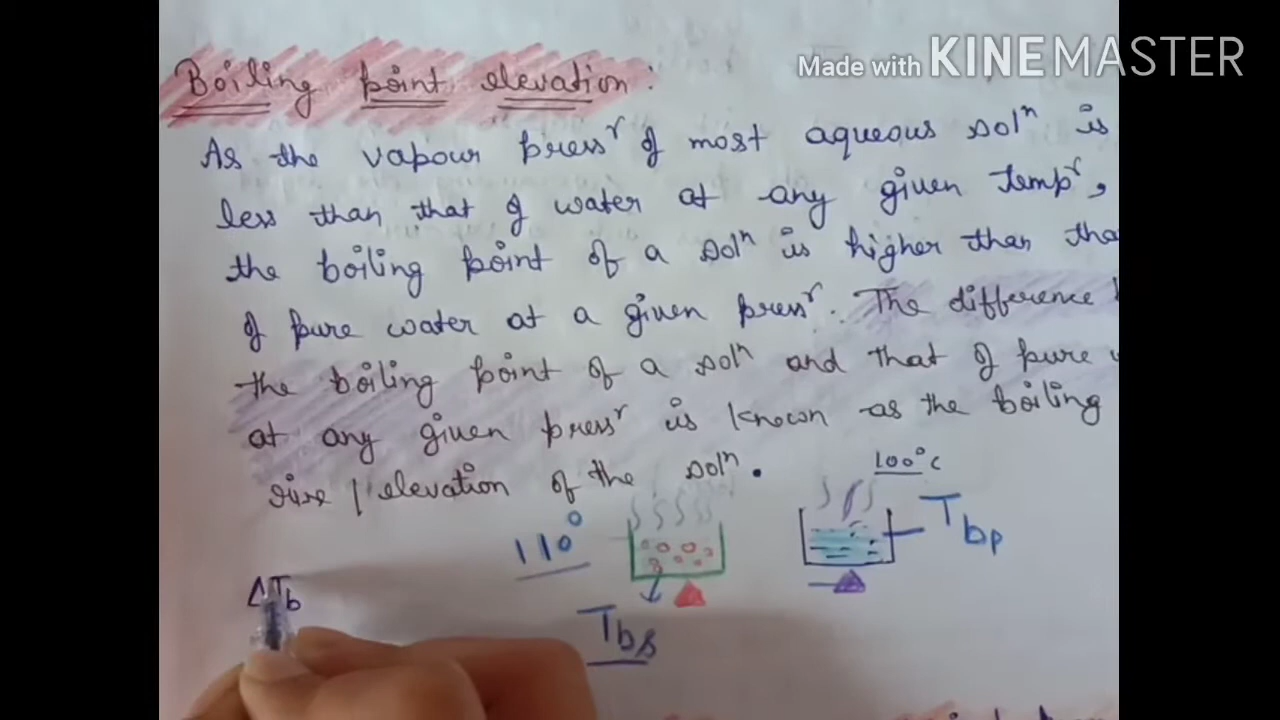 Made with KINEMASTER
Boiling point elevation :
As the vapour pressʳ of most aqueous solⁿ is
less than that of water at any given Tempʳ,
the boiling point of a solⁿ is higher than tha
of pure water at a given pressʳ. The difference
the boiling point of a solⁿ and that of pure
at any given pressʳ is known as the boiling
rise / elevation of the solⁿ.
100°c
110°
Tbp
ΔTb
Tbs